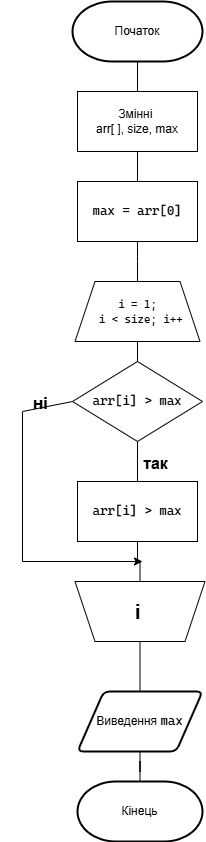 Початок
Змінні
arr[ ], size, max
max = arr[0]
i = 1;
i < size; i++
arr[i] > max
ні
так
arr[i] > max
i
Виведення max
Кінець